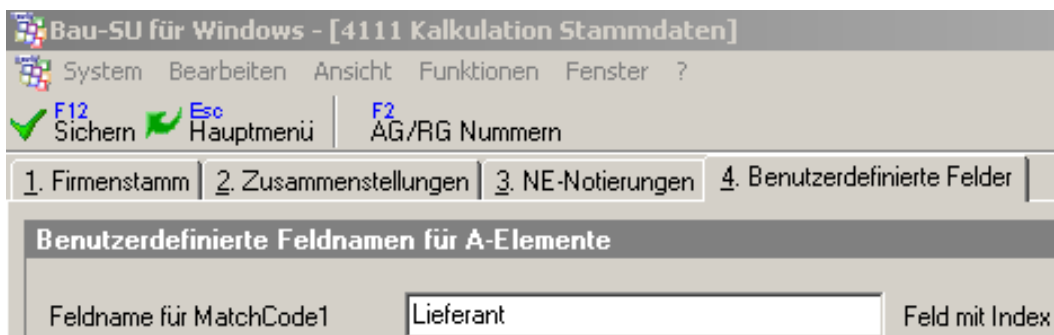 Bau-SU für Windows - [4111 Kalkulation Stammdaten]
System Bearbeiten Ansicht Funktionen Fenster ?
F12 Esc F2
Sichern Hauptmenü AG/RG Nummern
1. Firmenstamm 2. Zusammenstellungen 3. NE-Notierungen 4. Benutzerdefinierte Felder
Benutzerdefinierte Feldnamen für A-Elemente
Feldname für MatchCode1 Lieferant Feld mit Index